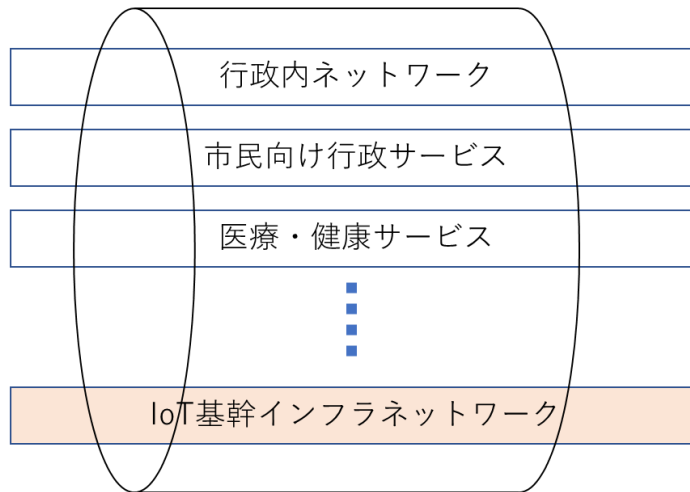 行政内ネットワーク
市民向け行政サービス
医療・健康サービス
IoT基幹インフラネットワーク